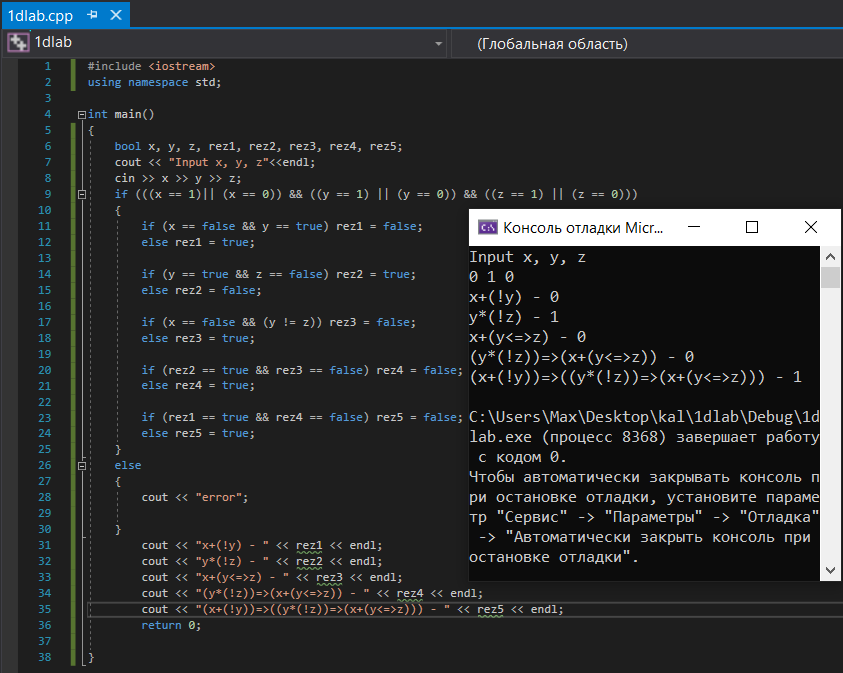 1dlab.cpp
1dlab
(Глобальная область)
1 #include <iostream>
2 using namespace std;
3
4 int main()
5 {
6 bool x, y, z, rez1, rez2, rez3, rez4, rez5;
7 cout << "Input x, y, z"<<endl;
8 cin >> x >> y >> z;
9 if (((x == 1)|| (x == 0)) && ((y == 1) || (y == 0)) && ((z == 1) || (z == 0)))
10 {
11 if (x == false && y == true) rez1 = false;
12 else rez1 = true;
13
14 if (y == true && z == false) rez2 = true;
15 else rez2 = false;
16
17 if (x == false && (y != z)) rez3 = false;
18 else rez3 = true;
19
20 if (rez2 == true && rez3 == false) rez4 = false;
21 else rez4 = true;
22
23 if (rez1 == true && rez4 == false) rez5 = false;
24 else rez5 = true;
25 }
26 else
27 {
28 cout << "error";
29
30 }
31 cout << "x+(!y) - " << rez1 << endl;
32 cout << "y*(!z) - " << rez2 << endl;
33 cout << "x+(y<=>z) - " << rez3 << endl;
34 cout << "(y*(!z))=>(x+(y<=>z)) - " << rez4 << endl;
35 cout << "(x+(!y))=>((y*(!z))=>(x+(y<=>z))) - " << rez5 << endl;
36 return 0;
37
38 }
C:\ Консоль отладки Micr...
Input x, y, z
0 1 0
x+(!y) - 0
y*(!z) - 1
x+(y<=>z) - 0
(y*(!z))=>(x+(y<=>z)) - 0
(x+(!y))=>((y*(!z))=>(x+(y<=>z))) - 1
C:\Users\Max\Desktop\kal\1dlab\Debug\1d
lab.exe (процесс 8368) завершает работу
с кодом 0.
Чтобы автоматически закрывать консоль п
ри остановке отладки, установите параме
тр "Сервис" -> "Параметры" -> "Отладка"
-> "Автоматически закрыть консоль при
остановке отладки".